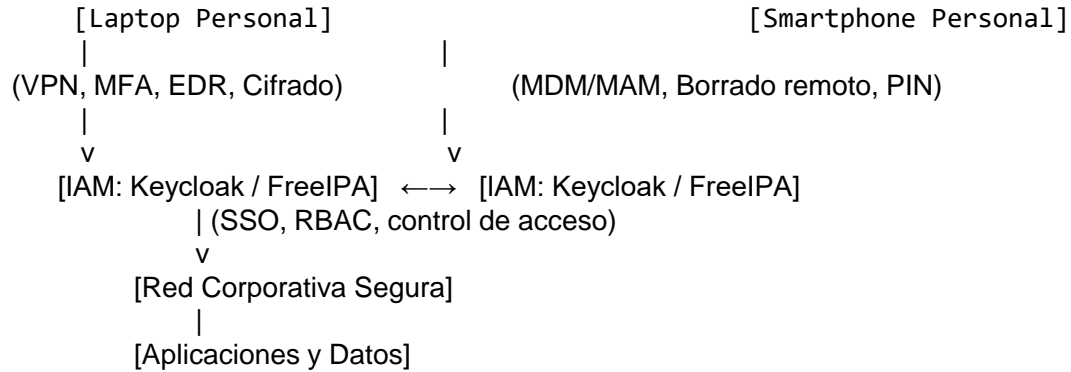 [Laptop Personal] [Smartphone Personal]
| |
(VPN, MFA, EDR, Cifrado) (MDM/MAM, Borrado remoto, PIN)
| |
v v
[IAM: Keycloak / FreeIPA] ←→ [IAM: Keycloak / FreeIPA]
| (SSO, RBAC, control de acceso)
v
[Red Corporativa Segura]
|
[Aplicaciones y Datos]